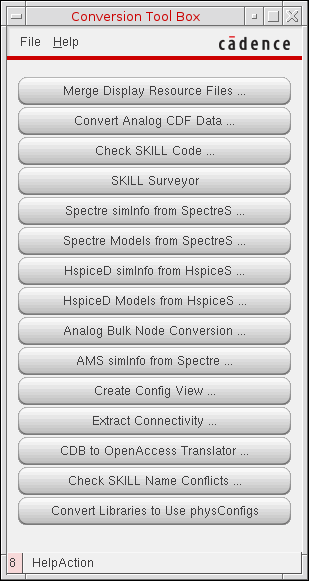 Conversion Tool Box
File Help cādence
Merge Display Resource Files ...
Convert Analog CDF Data ...
Check SKILL Code ...
SKILL Surveyor
Spectre simInfo from SpectreS ...
Spectre Models from SpectreS ...
HspiceD simInfo from HspiceS ...
HspiceD Models from HspiceS ...
Analog Bulk Node Conversion ...
AMS simInfo from Spectre ...
Create Config View ...
Extract Connectivity ...
CDB to OpenAccess Translator ...
Check SKILL Name Conflicts ...
Convert Libraries to Use physConfigs
8 HelpAction